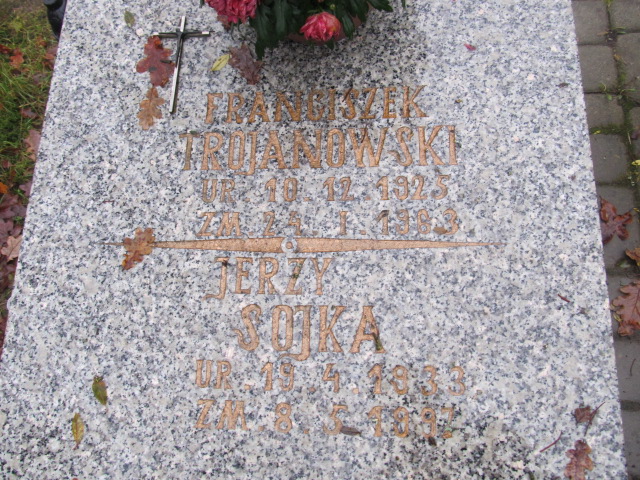 FRANCISZEK
TROJANOWSKI
UR. 10. 12. 1925
ZM. 24. I. 1983
JERZY
SOJKA
UR. 19. 4. 1933.
ZM. 8. 5. 1997